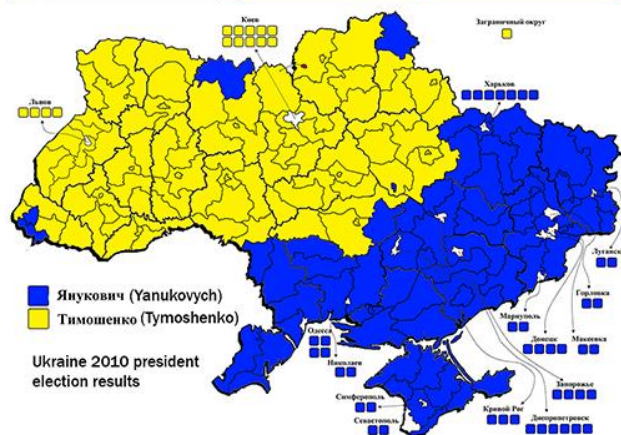 Киев
Заграничный округ
Харьков
Львов
Луганск
Горловка
Мариуполь
Донецк
Макеевка
Янукович (Yanukovych)
Тимошенко (Tymoshenko)
Одесса
Николаев
Запорожье
Ukraine 2010 president
election results
Симферополь
Кривой Рог
Днепропетровск
Севастополь